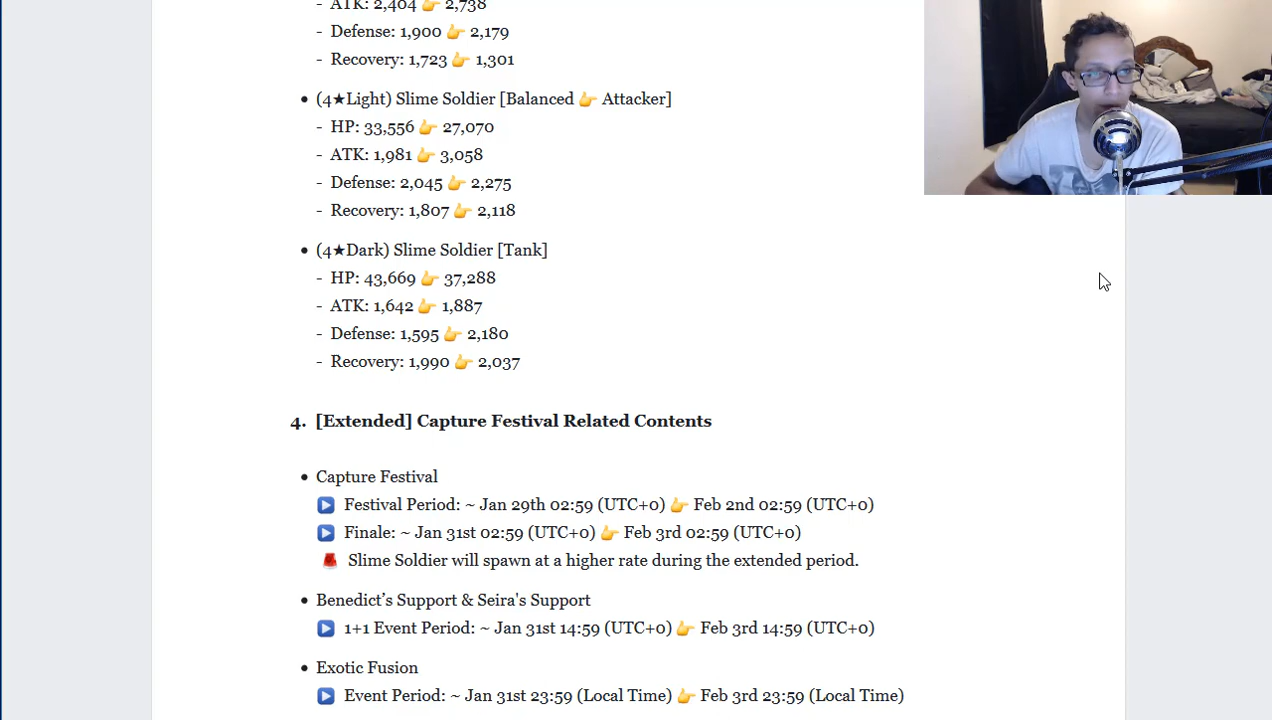 - ATK: 2,404 👉 2,738
- Defense: 1,900 👉 2,179
- Recovery: 1,723 👉 1,301
• (4★Light) Slime Soldier [Balanced 👉 Attacker]
- HP: 33,556 👉 27,070
- ATK: 1,981 👉 3,058
- Defense: 2,045 👉 2,275
- Recovery: 1,807 👉 2,118
• (4★Dark) Slime Soldier [Tank]
- HP: 43,669 👉 37,288
- ATK: 1,642 👉 1,887
- Defense: 1,595 👉 2,180
- Recovery: 1,990 👉 2,037
4. [Extended] Capture Festival Related Contents
• Capture Festival
▶ Festival Period: ~ Jan 29th 02:59 (UTC+0) 👉 Feb 2nd 02:59 (UTC+0)
▶ Finale: ~ Jan 31st 02:59 (UTC+0) 👉 Feb 3rd 02:59 (UTC+0)
Slime Soldier will spawn at a higher rate during the extended period.
• Benedict’s Support & Seira's Support
▶ 1+1 Event Period: ~ Jan 31st 14:59 (UTC+0) 👉 Feb 3rd 14:59 (UTC+0)
• Exotic Fusion
▶ Event Period: ~ Jan 31st 23:59 (Local Time) 👉 Feb 3rd 23:59 (Local Time)